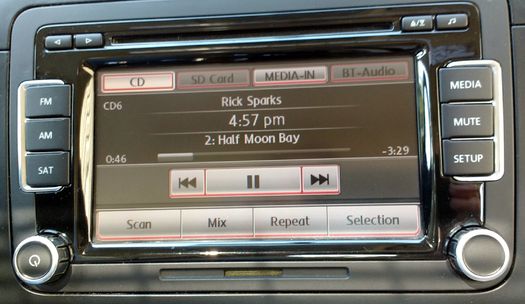 CD
SD Card
MEDIA-IN
BT-Audio
CD6
Rick Sparks
4:57 pm
2: Half Moon Bay
0:46
-3:29
Scan
Mix
Repeat
Selection
FM
AM
SAT
MEDIA
MUTE
SETUP